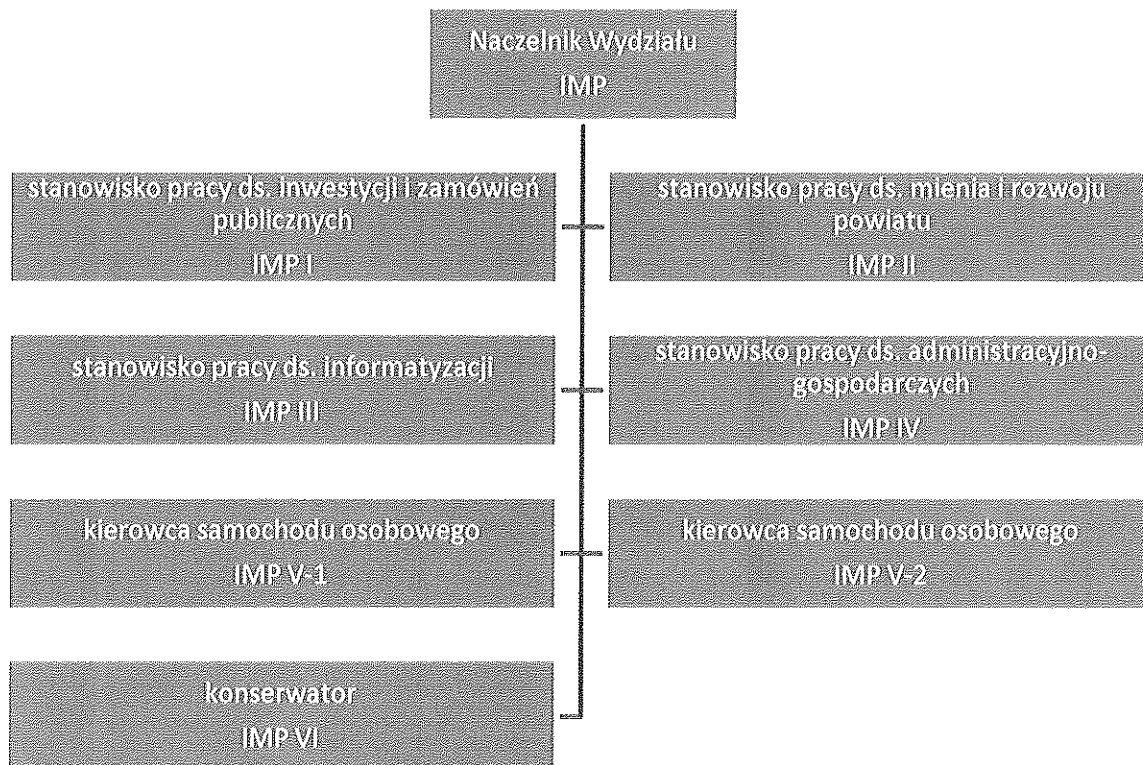 Naczelnik Wydziału
IMP
stanowisko pracy ds. inwestycji i zamówień
publicznych
IMP I
stanowisko pracy ds. mienia i rozwoju
powiatu
IMP II
stanowisko pracy ds. informatyzacji
IMP III
stanowisko pracy ds. administracyjno-
gospodarczych
IMP IV
kierowca samochodu osobowego
IMP V-1
kierowca samochodu osobowego
IMP V-2
konserwator
IMP VI